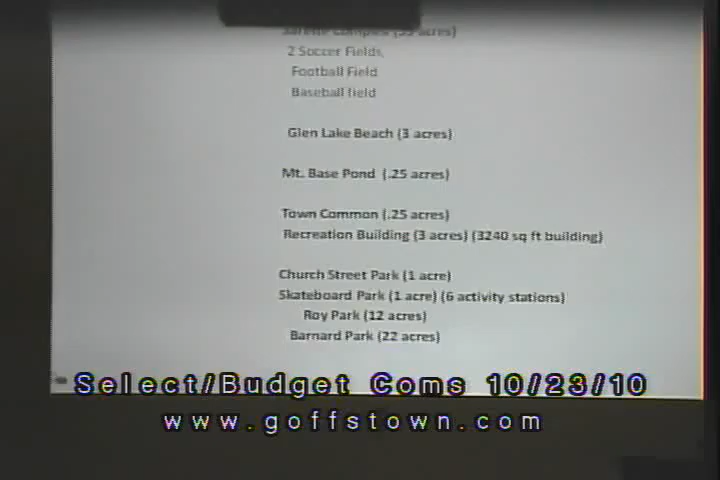 2 Soccer Fields,
Football Field
Baseball field
Glen Lake Beach (3 acres)
Mt. Base Pond (.25 acres)
Town Common (.25 acres)
Recreation Building (3 acres) (3240 sq ft building)
Church Street Park (1 acre)
Skateboard Park (1 acre) (6 activity stations)
Roy Park (12 acres)
Barnard Park (22 acres)
Select/Budget Coms 10/23/10
www.goffstown.com